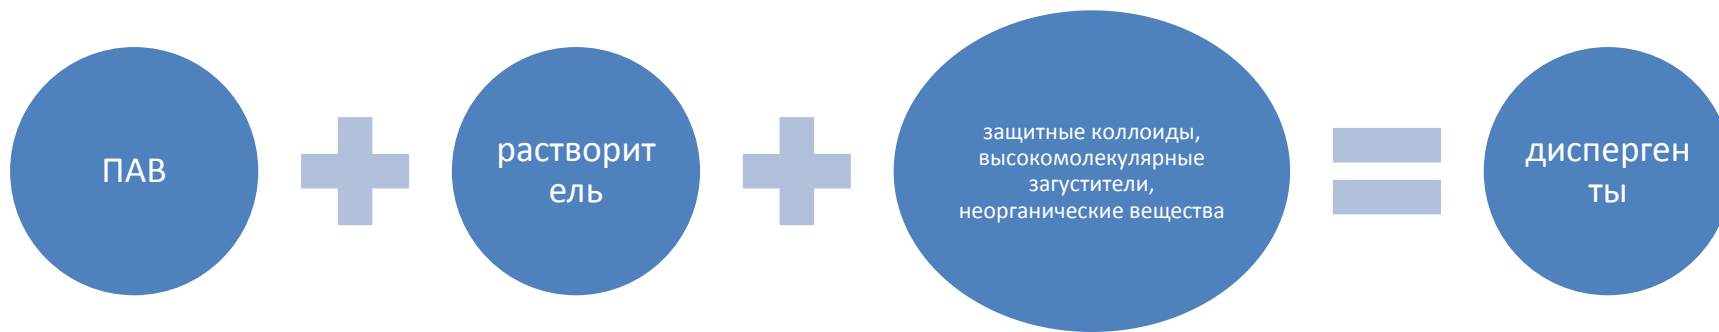 ПАВ
растворит
ель
защитные коллоиды,
высокомолекулярные
загустители,
неорганические вещества
дисперген
ты